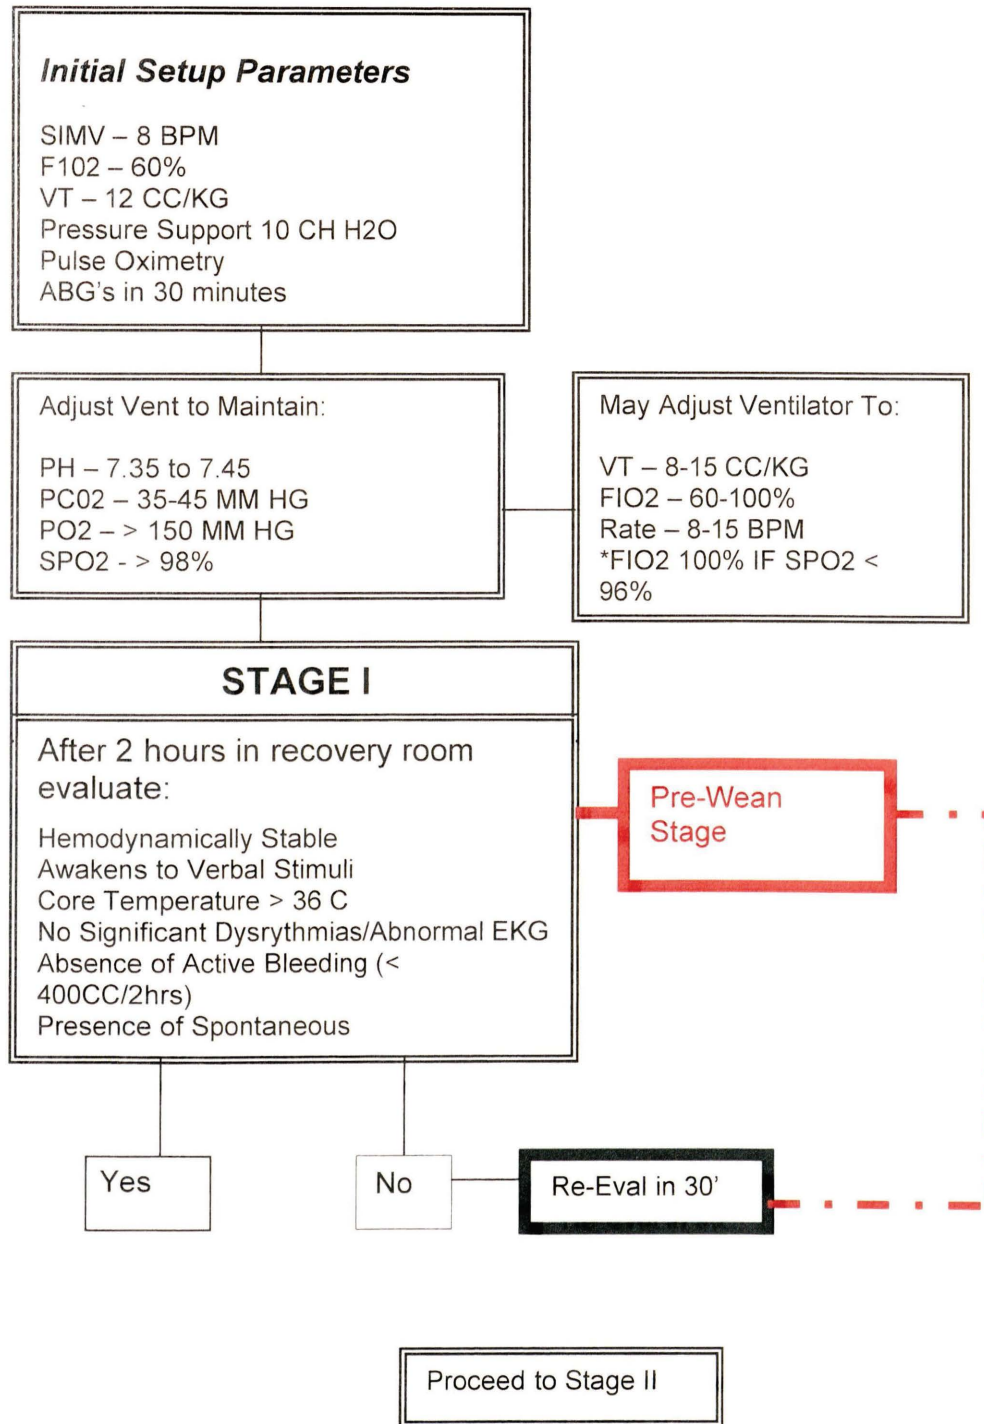 Initial Setup Parameters
SIMV – 8 BPM
F102 – 60%
VT – 12 CC/KG
Pressure Support 10 CH H2O
Pulse Oximetry
ABG's in 30 minutes
Adjust Vent to Maintain:
PH – 7.35 to 7.45
PC02 – 35-45 MM HG
PO2 – > 150 MM HG
SPO2 - > 98%
May Adjust Ventilator To:
VT – 8-15 CC/KG
FIO2 – 60-100%
Rate – 8-15 BPM
*FIO2 100% IF SPO2 <
96%
STAGE I
After 2 hours in recovery room
evaluate:
Hemodynamically Stable
Awakens to Verbal Stimuli
Core Temperature > 36 C
No Significant Dysrythmias/Abnormal EKG
Absence of Active Bleeding (<
400CC/2hrs)
Presence of Spontaneous
Pre-Wean
Stage
Yes
No
Re-Eval in 30'
Proceed to Stage II